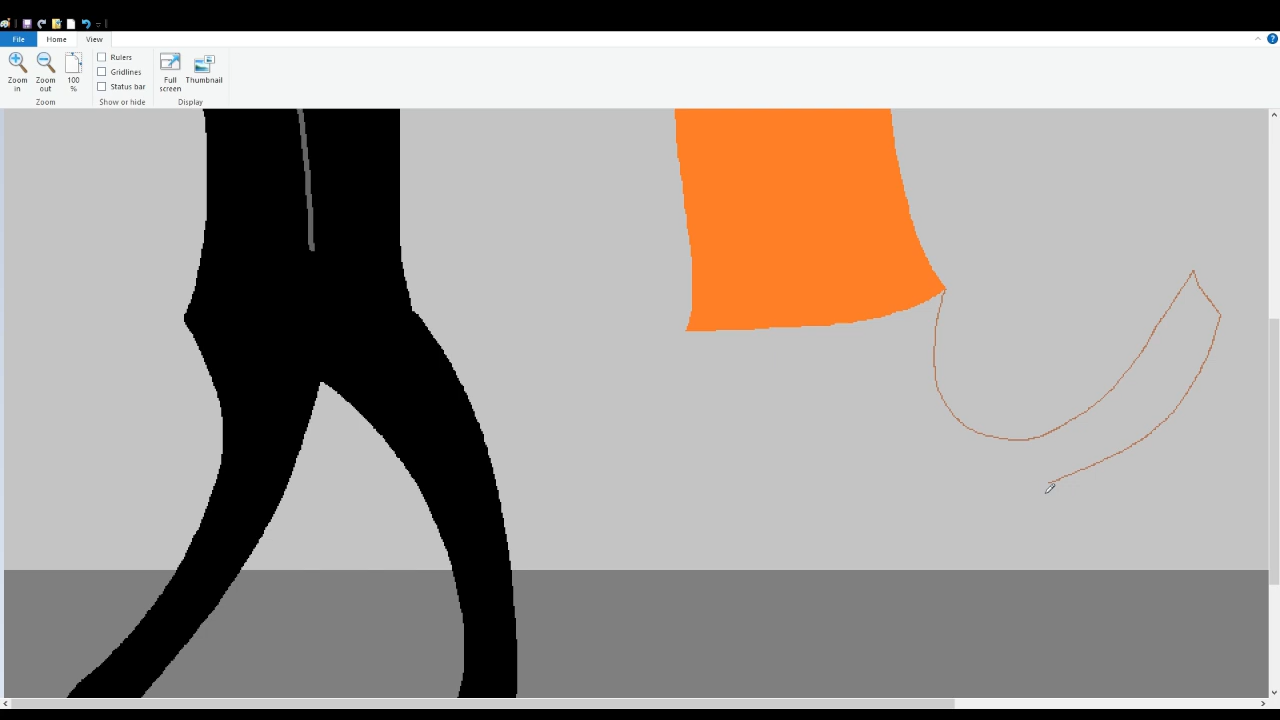 File Home View
Rulers
Gridlines
Status bar
Zoom in
Zoom out
100 %
Full screen
Thumbnail
Zoom
Show or hide
Display